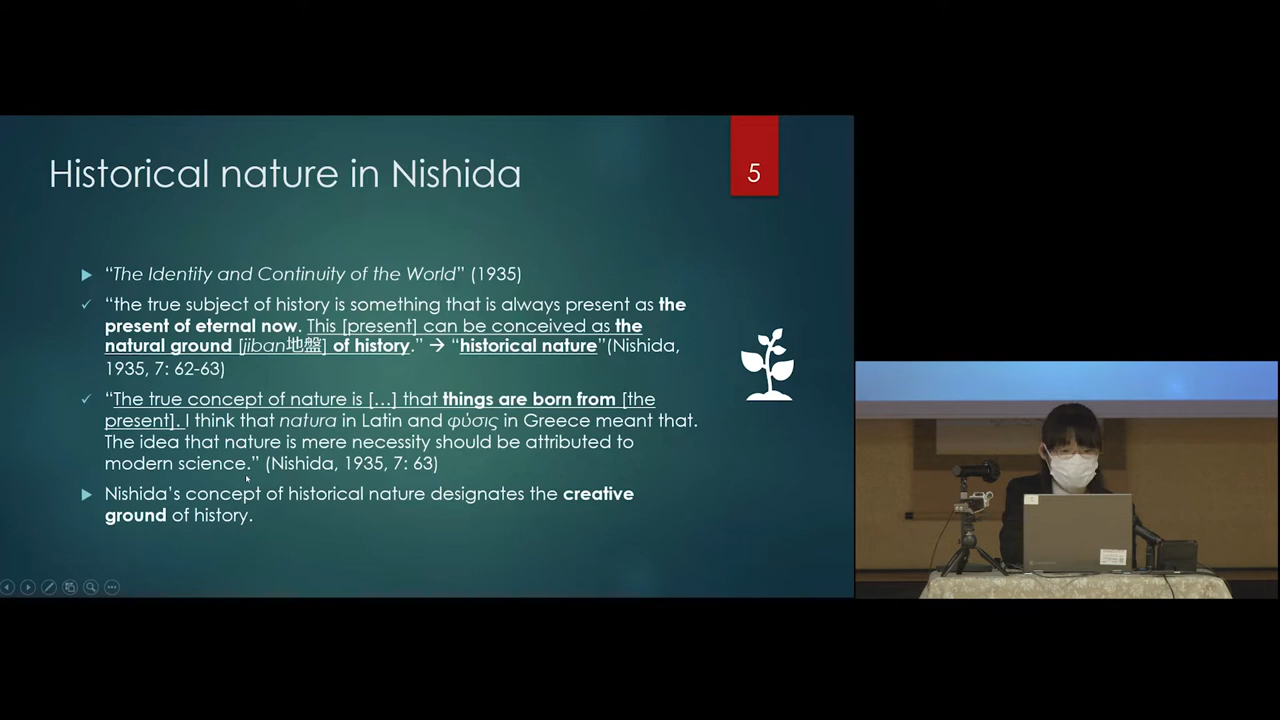 Historical nature in Nishida
5
“The Identity and Continuity of the World” (1935)
“the true subject of history is something that is always present as the
present of eternal now. This [present] can be conceived as the
natural ground [jiban地盤] of history.” → “historical nature”(Nishida,
1935, 7: 62-63)
“The true concept of nature is […] that things are born from [the
present]. I think that natura in Latin and φύσις in Greece meant that.
The idea that nature is mere necessity should be attributed to
modern science.” (Nishida, 1935, 7: 63)
Nishida’s concept of historical nature designates the creative
ground of history.